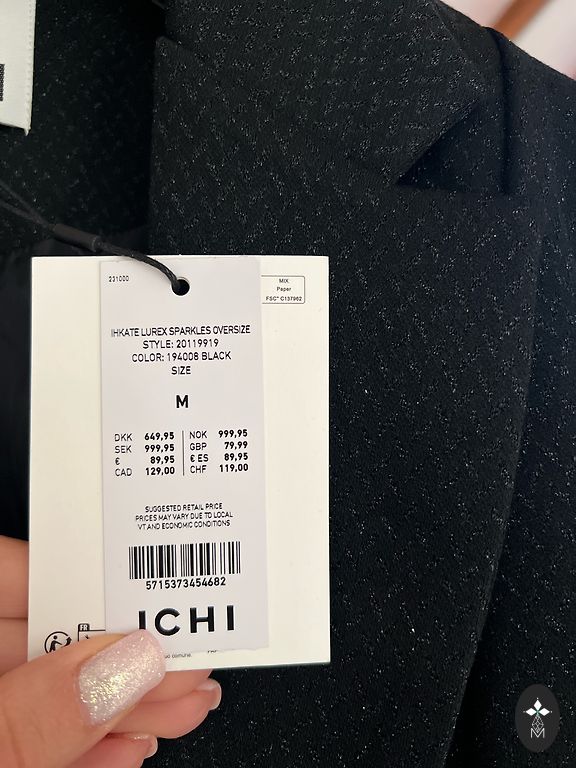 231000
MIX
Paper
FSC® C137962
IHKATE LUREX SPARKLES OVERSIZE
STYLE: 20119919
COLOR: 194008 BLACK
SIZE
M
DKK 649,95 NOK 999,95
SEK 999,95 GBP 79,99
€ 89,95 € ES 89,95
CAD 129,00 CHF 119,00
SUGGESTED RETAIL PRICE
PRICES MAY VARY DUE TO LOCAL
VT AND ECONOMIC CONDITIONS
5715373454682
ICHI
FR
comune.
M